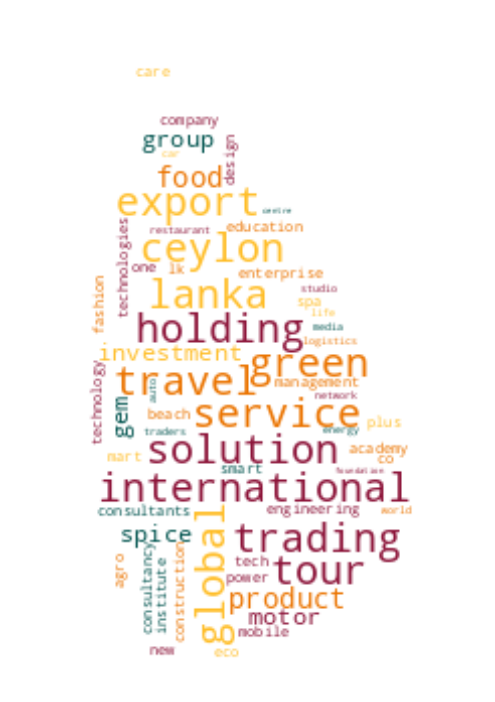 care
company
group
design
car
food
export
centre
technologies
restaurant
education
ceylon
one
lk
enterprise
fashion
lanka
studio
spa
life
holding
media
logistics
investment
green
travel
management
technology
auto
gem
network
beach
service
plus
traders
energy
solution
academy
co
mart
smart
foundation
international
consultants
engineering
world
spice
global
trading
agro
consultancy
institute
construction
tech
tour
power
product
motor
mobile
new
eco